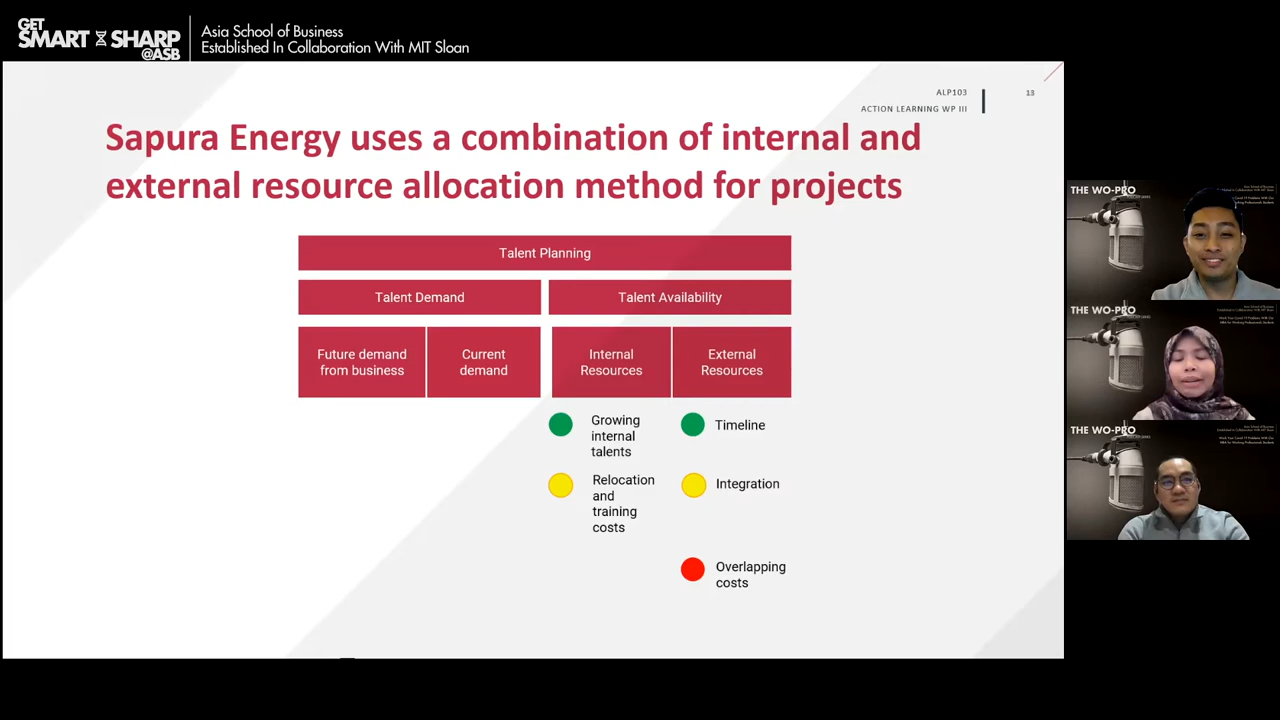 GET
SMART SHARP
@ASB
Asia School of Business
Established In Collaboration With MIT Sloan
ALP103
ACTION LEARNING WP III
13
Sapura Energy uses a combination of internal and
external resource allocation method for projects
Talent Planning
Talent Demand
Talent Availability
Future demand
from business
Current
demand
Internal
Resources
External
Resources
Growing
internal
talents
Timeline
Relocation
and
training
costs
Integration
Overlapping
costs
THE WO-PRO
THE WO-PRO
THE WO-PRO